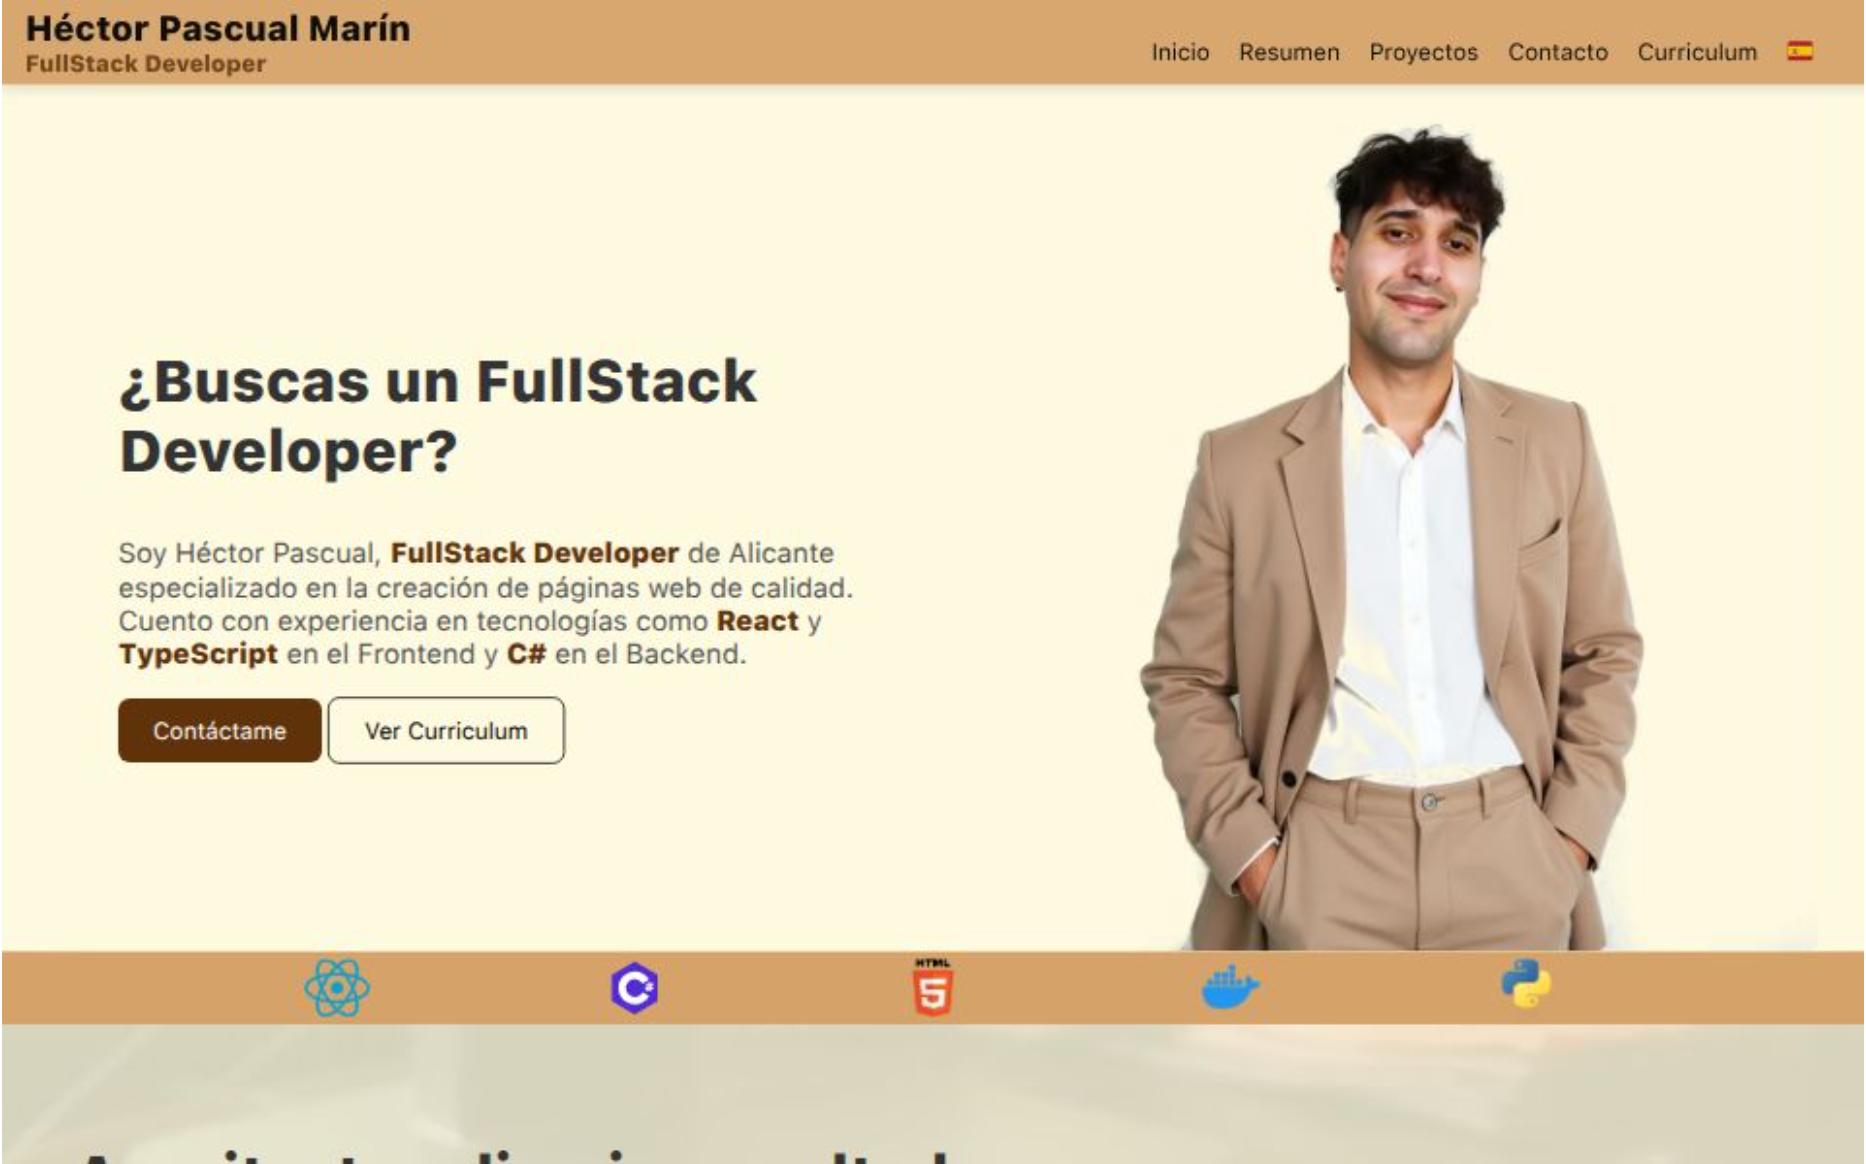 Héctor Pascual Marín
FullStack Developer
Inicio Resumen Proyectos Contacto Curriculum
¿Buscas un FullStack
Developer?
Soy Héctor Pascual, FullStack Developer de Alicante
especializado en la creación de páginas web de calidad.
Cuento con experiencia en tecnologías como React y
TypeScript en el Frontend y C# en el Backend.
Contáctame Ver Curriculum
C# HTML 5